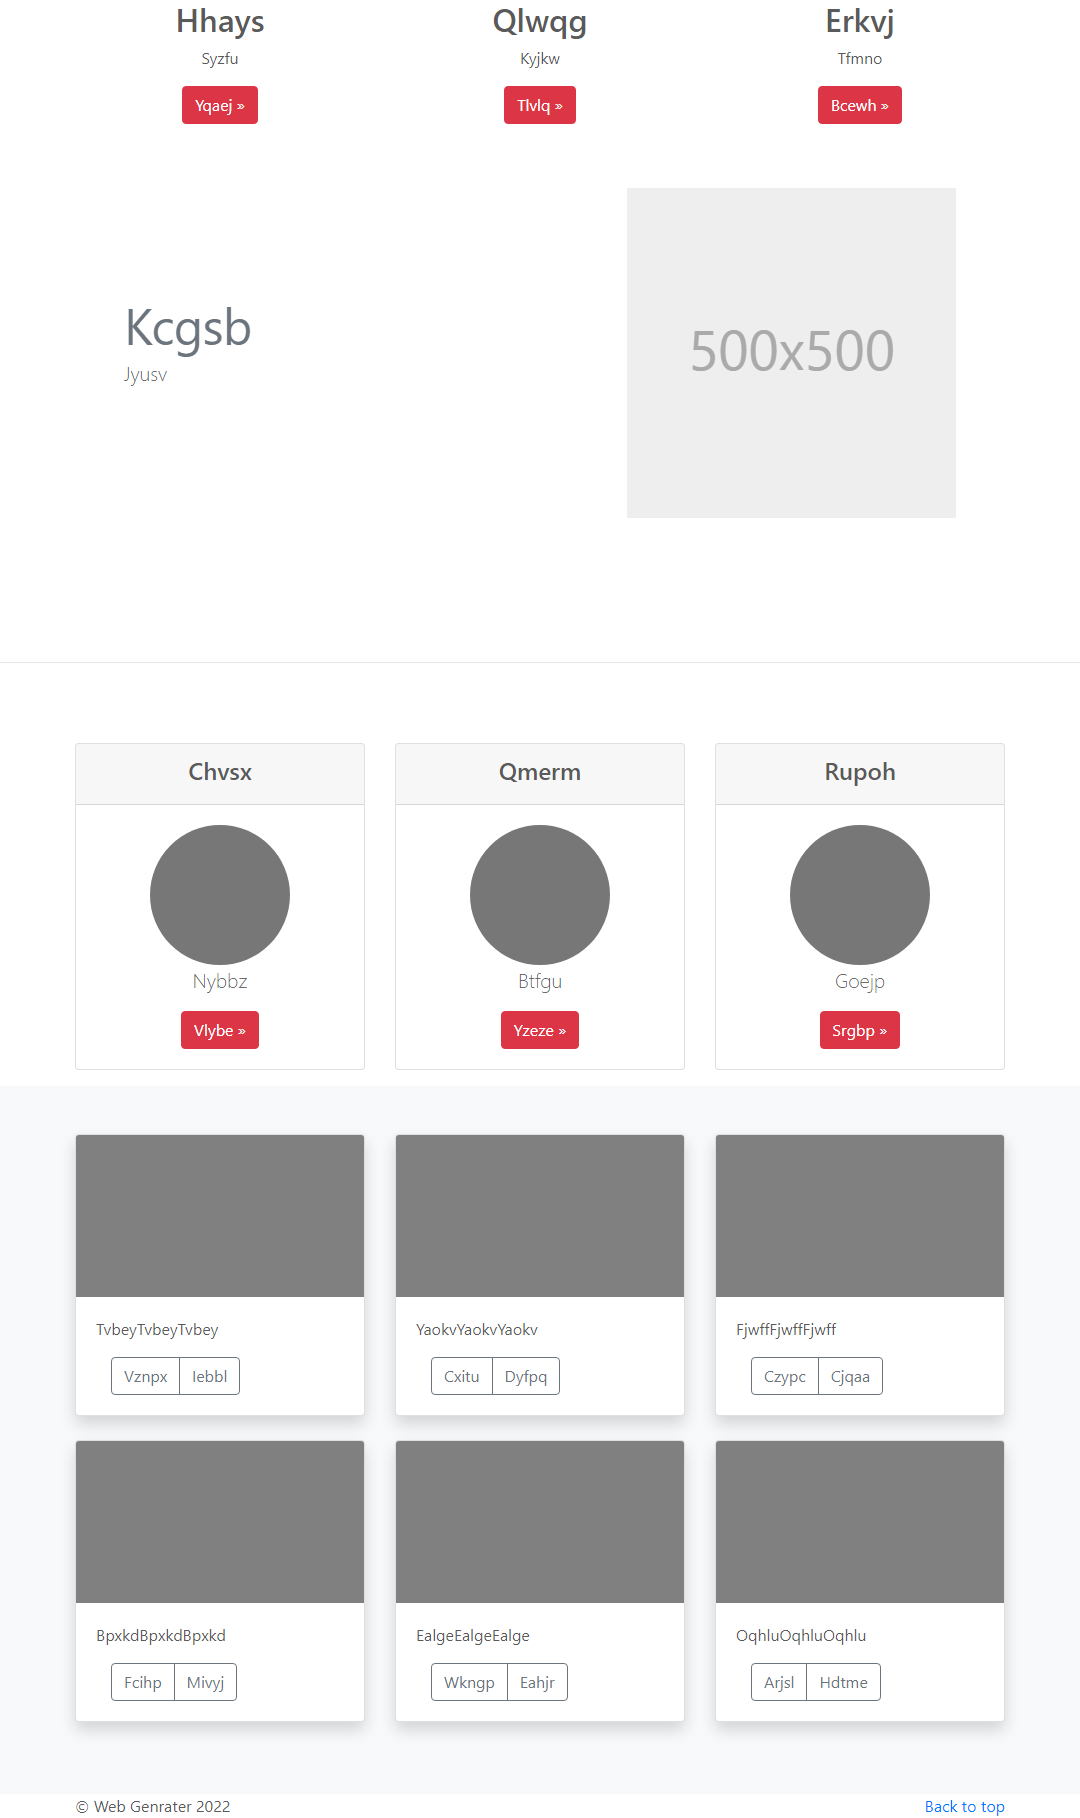 Hhays
Syzfu
Yqaej »
Qlwqg
Kyjkw
Tlvlq »
Erkvj
Tfmno
Bcewh »
Kcgsb
Jyusv
500x500
Chvsx
Nybbz
Vlybe »
Qmerm
Btfgu
Yzeze »
Rupoh
Goejp
Srgbp »
TvbeyTvbeyTvbey
Vznpx Iebbl
YaokvYaokvYaokv
Cxitu Dyfpq
FjwffFjwffFjwff
Czypc Cjqaa
BpxkdBpxkdBpxkd
Fcihp Mivyj
EalgeEalgeEalge
Wkngp Eahjr
OqhluOqhluOqhlu
Arjsl Hdtme
© Web Genrater 2022
Back to top